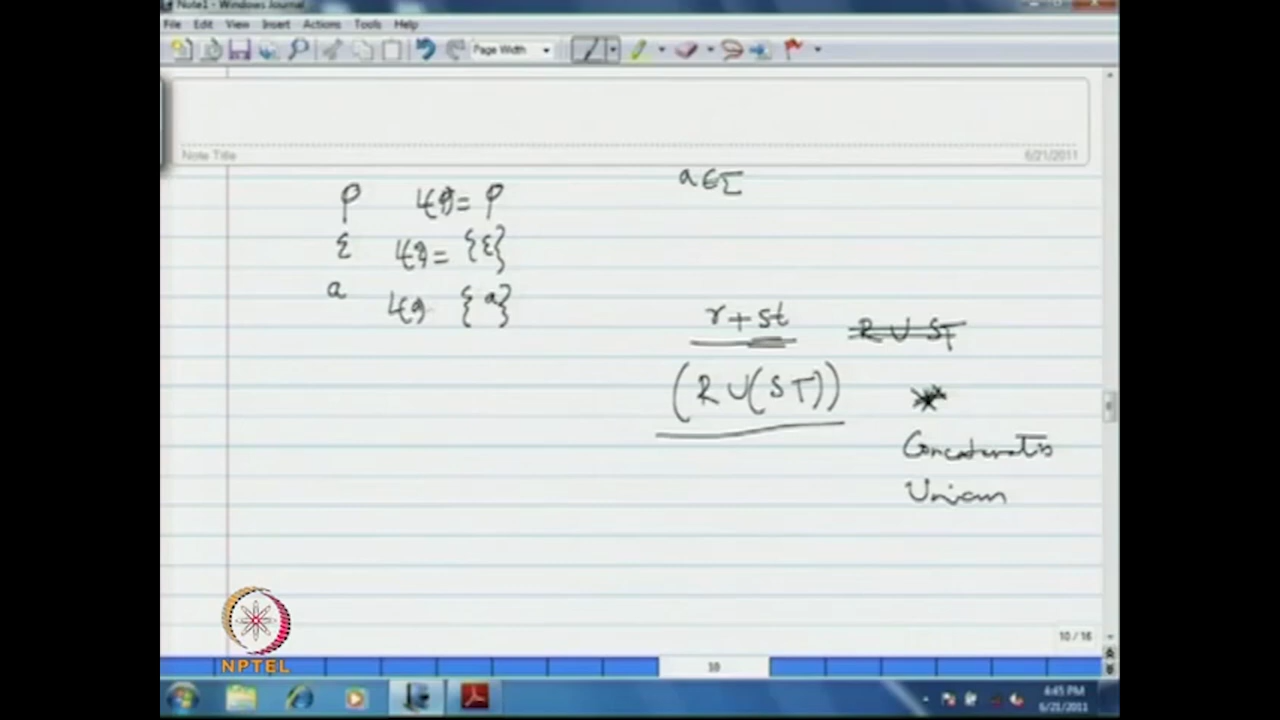 Note1 - Windows Journal
File Edit View Insert Actions Tools Help
Page Width
Note Title 6/21/2011
a ∈ Σ
φ = φ
ε = {ε}
a {a}
r + st R U ST
(R U (ST)) *
Concatenation
Union
10 / 16
NPTEL
10
4:45 PM
6/21/2011